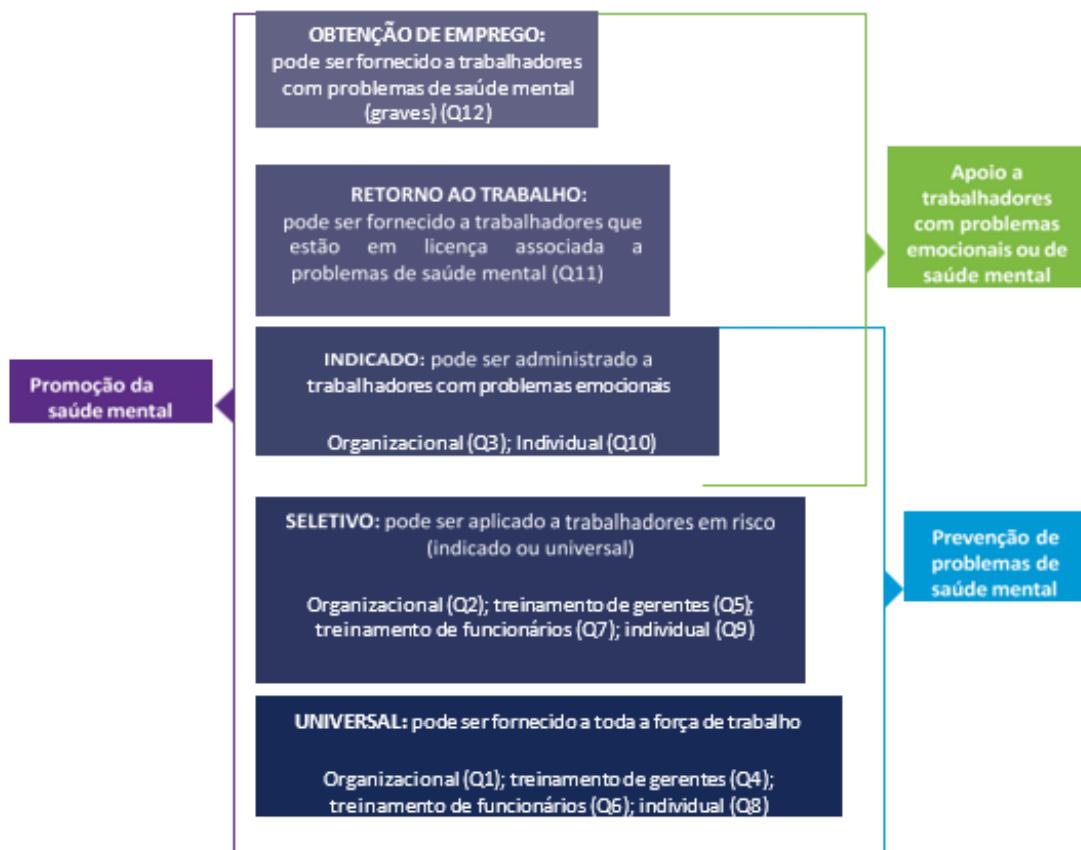 OBTENÇÃO DE EMPREGO:
pode ser fornecido a trabalhadores
com problemas de saúde mental
(graves) (Q12)
RETORNO AO TRABALHO:
pode ser fornecido a trabalhadores que
estão em licença associada a
problemas de saúde mental (Q11)
Apoio a
trabalhadores
com problemas
emocionais ou de
saúde mental
INDICADO: pode ser administrado a
trabalhadores com problemas emocionais
Organizacional (Q3); Individual (Q10)
Promoção da
saúde mental
SELETIVO: pode ser aplicado a trabalhadores em risco
(indicado ou universal)
Organizacional (Q2); treinamento de gerentes (Q5);
treinamento de funcionários (Q7); individual (Q9)
Prevenção de
problemas de
saúde mental
UNIVERSAL: pode ser fornecido a toda a força de trabalho
Organizacional (Q1); treinamento de gerentes (Q4);
treinamento de funcionários (Q6); individual (Q8)